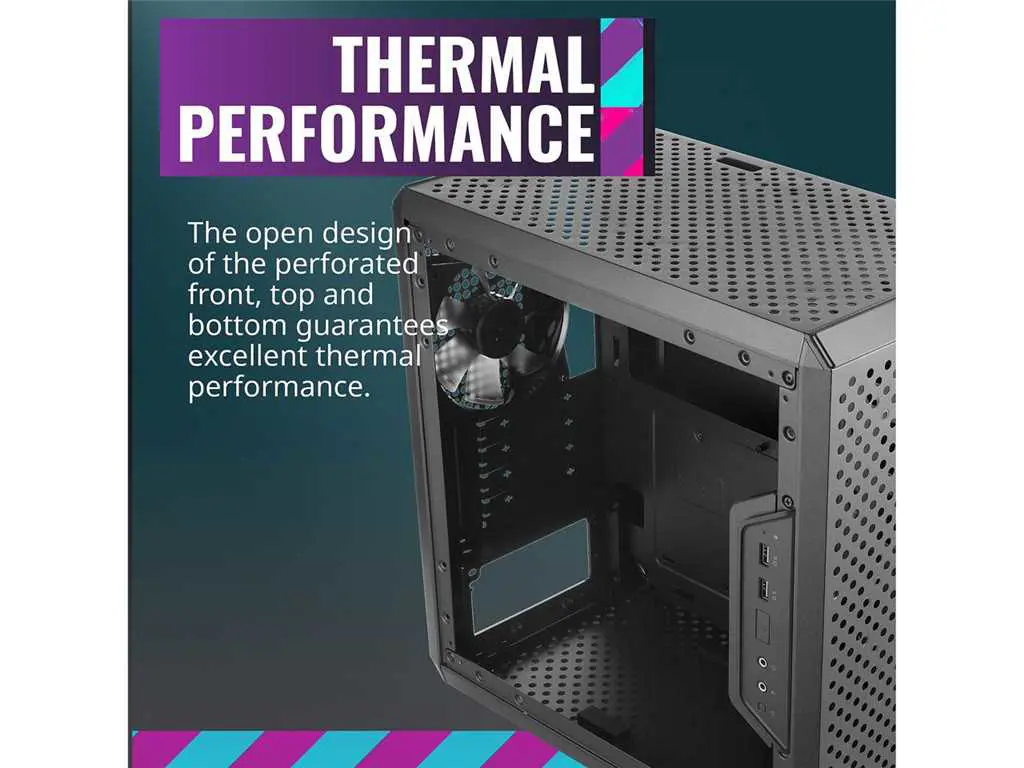 THERMAL
PERFORMANCE
The open design
of the perforated
front, top and
bottom guarantees
excellent thermal
performance.